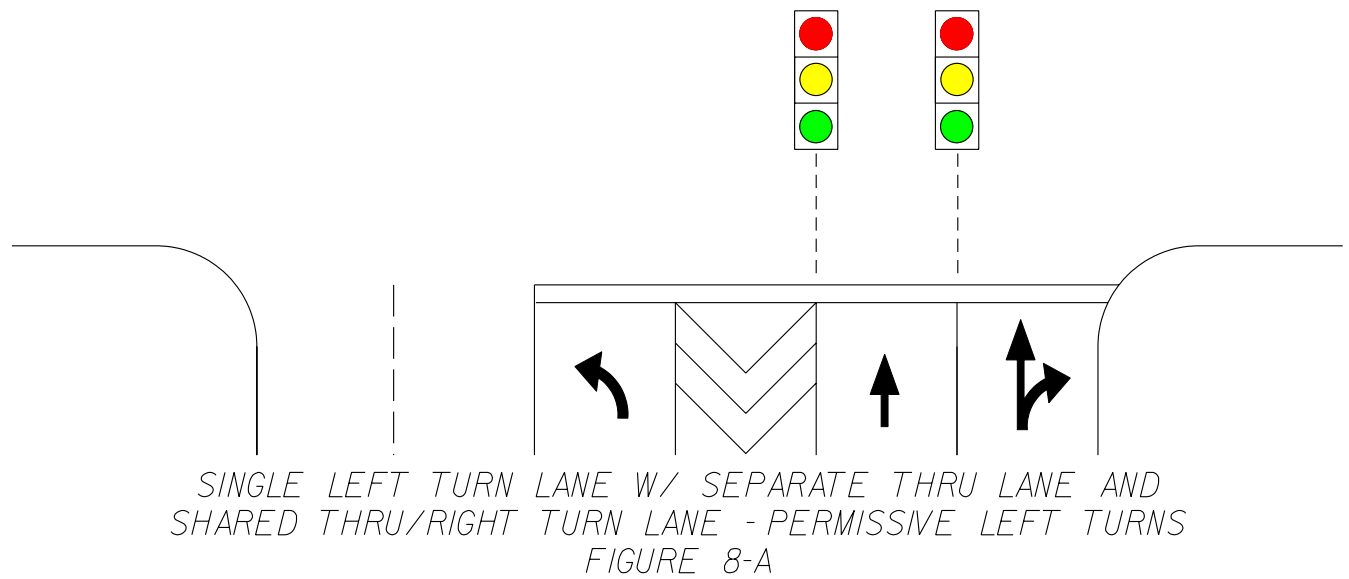 SINGLE LEFT TURN LANE W/ SEPARATE THRU LANE AND
SHARED THRU/RIGHT TURN LANE - PERMISSIVE LEFT TURNS
FIGURE 8-A